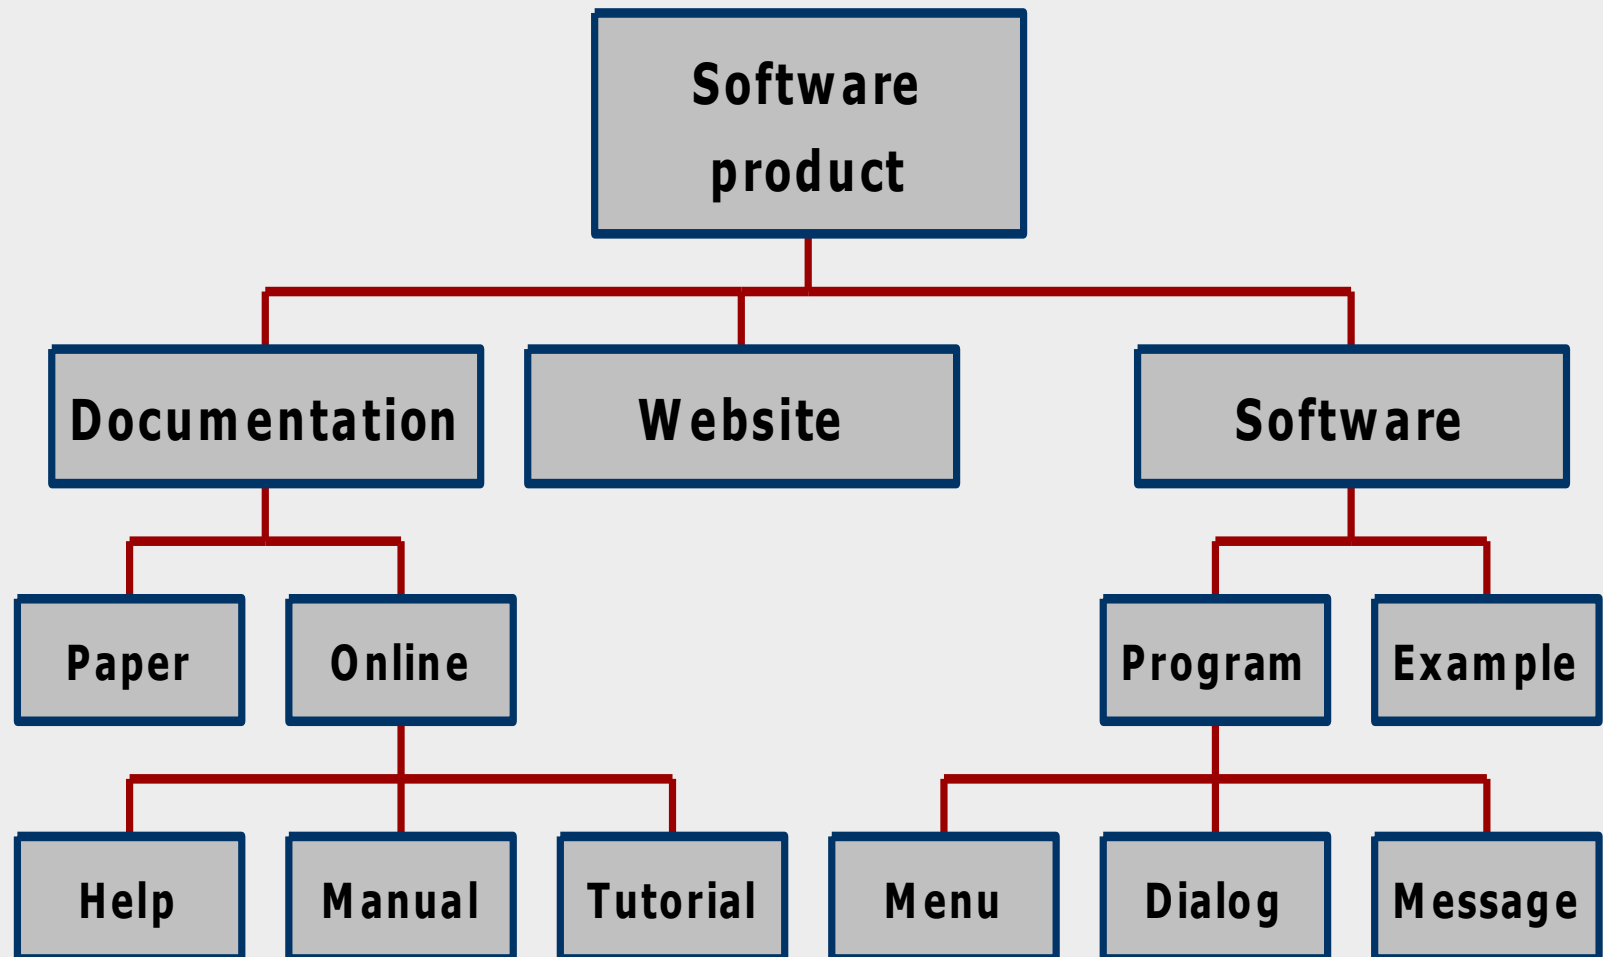 Software
product
Documentation
Website
Software
Paper
Online
Program
Example
Help
Manual
Tutorial
Menu
Dialog
Message